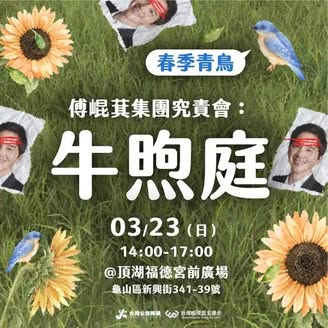 春季青鳥
傅崐萁集團究責會：
牛煦庭
03/23（日）
14:00-17:00
@頂湖福德宮前廣場
龜山區新興街341-39號